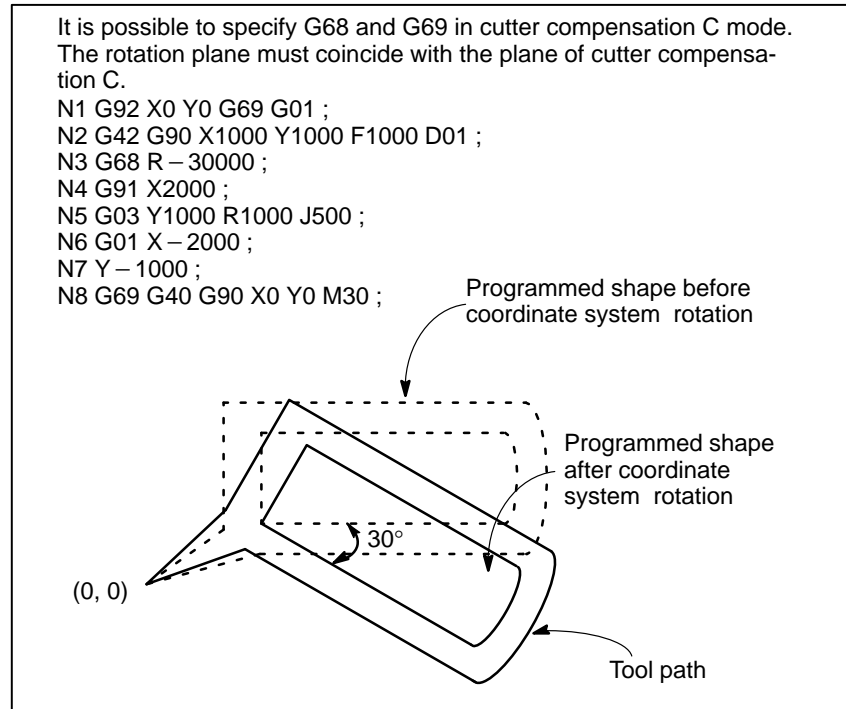 It is possible to specify G68 and G69 in cutter compensation C mode.
The rotation plane must coincide with the plane of cutter compensa-
tion C.
N1 G92 X0 Y0 G69 G01 ;
N2 G42 G90 X1000 Y1000 F1000 D01 ;
N3 G68 R – 30000 ;
N4 G91 X2000 ;
N5 G03 Y1000 R1000 J500 ;
N6 G01 X – 2000 ;
N7 Y – 1000 ;
N8 G69 G40 G90 X0 Y0 M30 ;
Programmed shape before
coordinate system rotation
Programmed shape
after coordinate
system rotation
30°
(0, 0)
Tool path